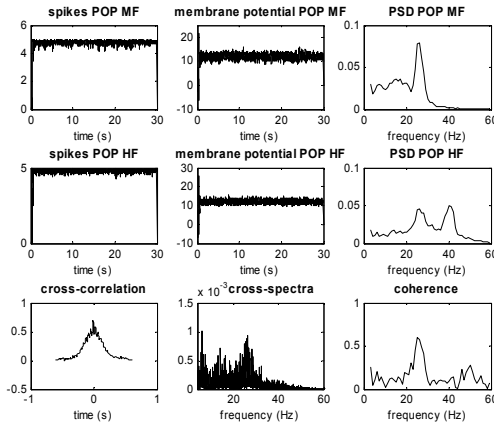 spikes POP MF
6
4
2
0
0 10 20 30
time (s)
membrane potential POP MF
20
10
0
-10
0 10 20 30
time (s)
PSD POP MF
0.1
0.05
0
0 20 40 60
frequency (Hz)
spikes POP HF
5
0
0 10 20 30
time (s)
membrane potential POP HF
30
20
10
0
-10
0 10 20 30
time (s)
PSD POP HF
0.1
0.05
0
0 20 40 60
frequency (Hz)
cross-correlation
1
0.5
0
-0.5
-1 0 1
time (s)
x 10-3 cross-spectra
1.5
1
0.5
0
20 40 60
frequency (Hz)
coherence
1
0.5
0
0 20 40 60
frequency (Hz)